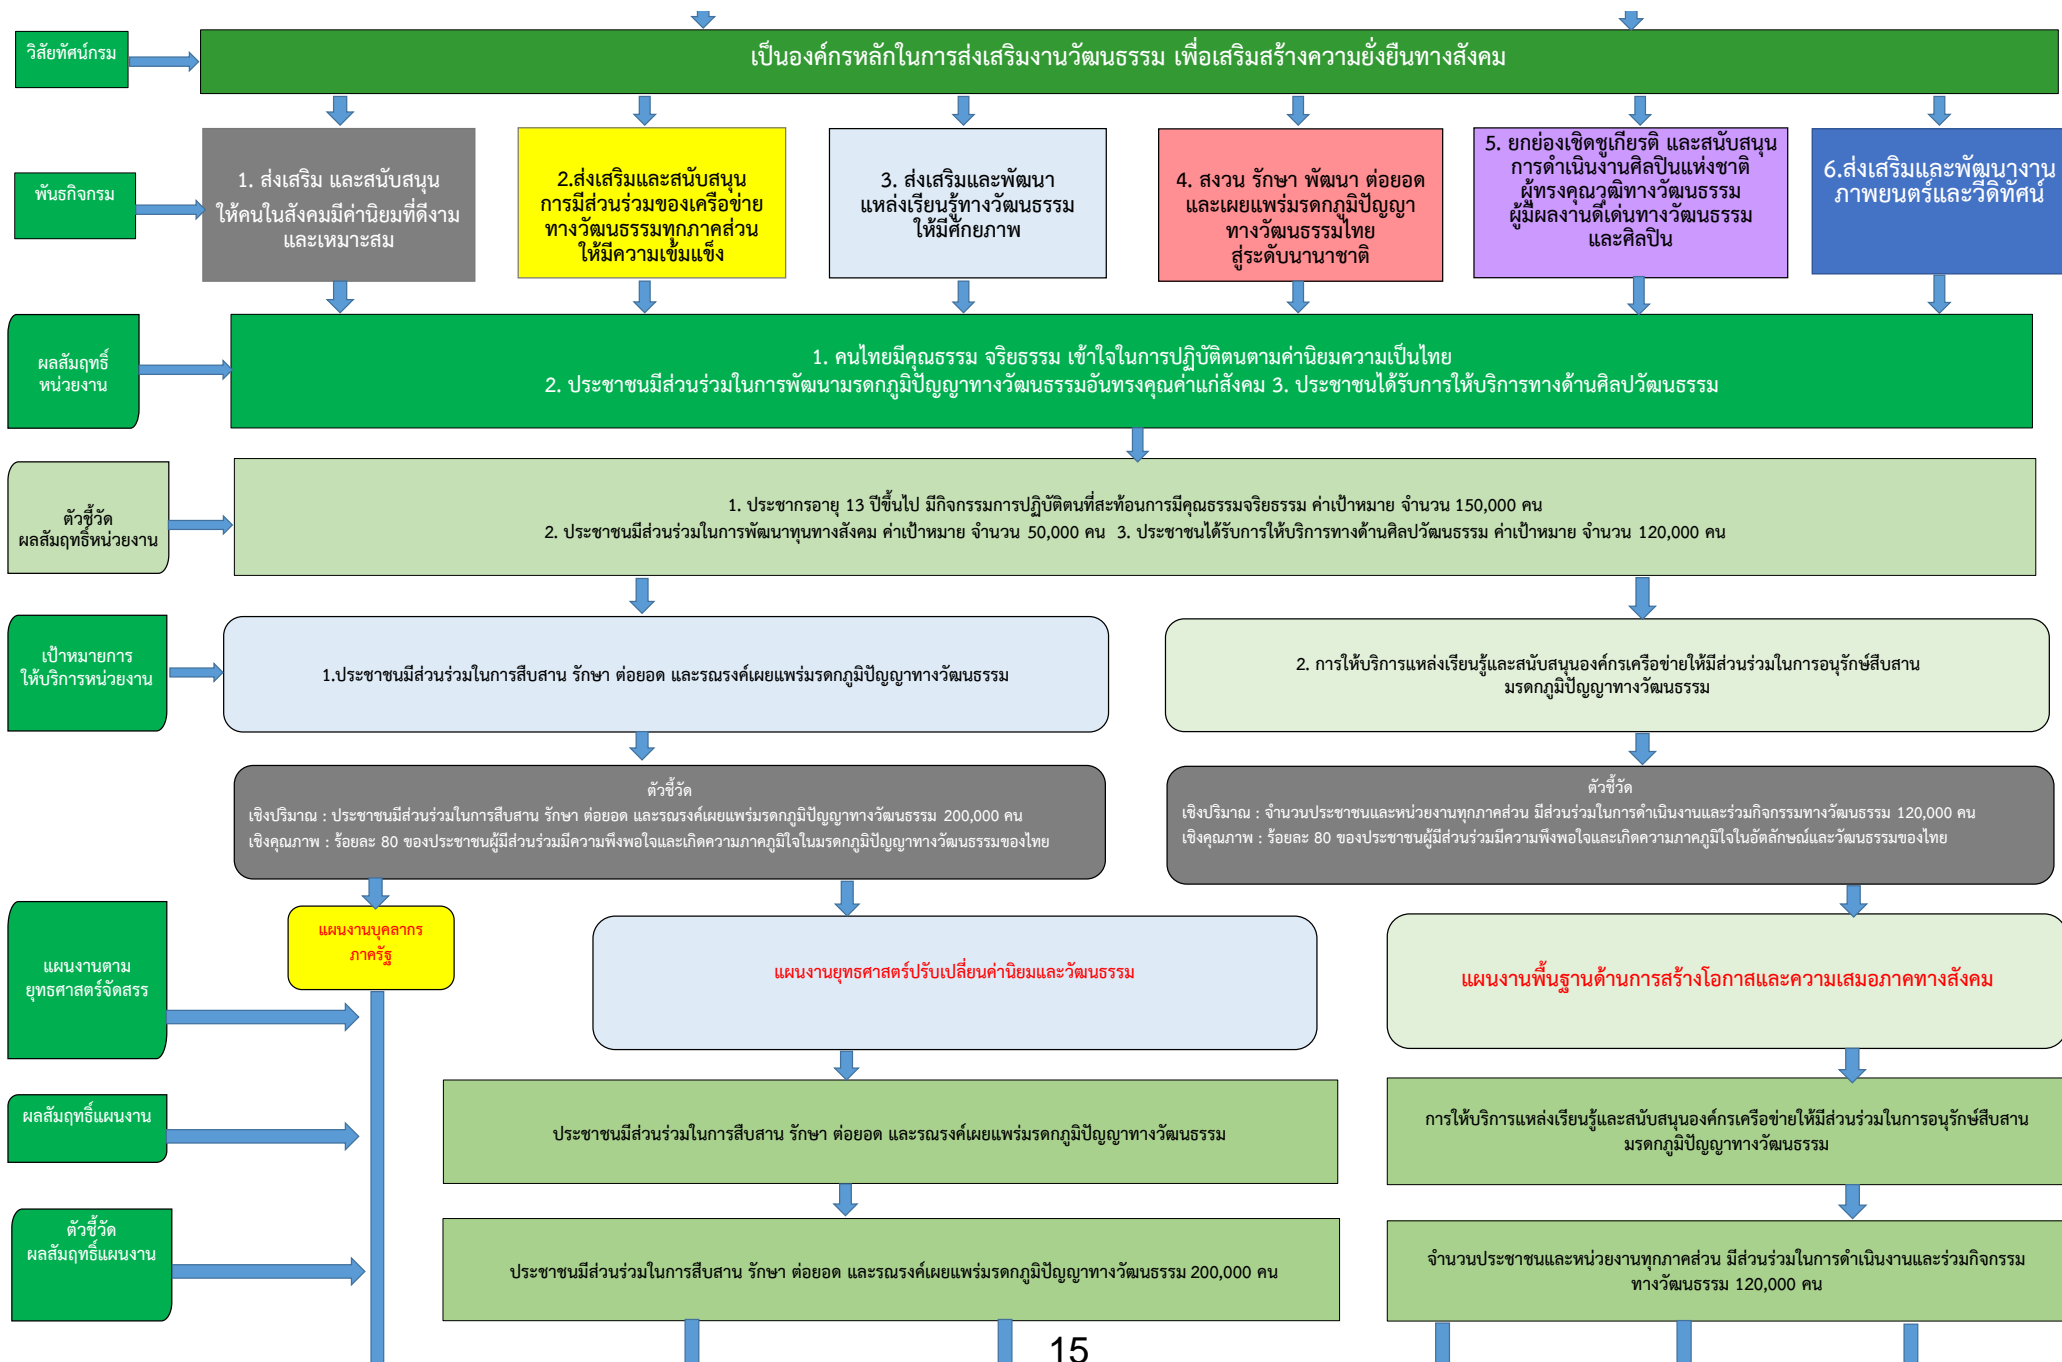 วิสัยทัศน์กรม
เป็นองค์กรหลักในการส่งเสริมงานวัฒนธรรม เพื่อเสริมสร้างความยั่งยืนทางสังคม
พันธกิจกรม
1. ส่งเสริม และสนับสนุน
ให้คนในสังคมมีค่านิยมที่ดีงาม
และเหมาะสม
2.ส่งเสริมและสนับสนุน
การมีส่วนร่วมของเครือข่าย
ทางวัฒนธรรมทุกภาคส่วน
ให้มีความเข้มแข็ง
3. ส่งเสริมและพัฒนา
แหล่งเรียนรู้ทางวัฒนธรรม
ให้มีศักยภาพ
4. สงวน รักษา พัฒนา ต่อยอด
และเผยแพร่มรดกภูมิปัญญา
ทางวัฒนธรรมไทย
สู่ระดับนานาชาติ
5. ยกย่องเชิดชูเกียรติ และสนับสนุน
การดำเนินงานศิลปินแห่งชาติ
ผู้ทรงคุณวุฒิทางวัฒนธรรม
ผู้มีผลงานดีเด่นทางวัฒนธรรม
และศิลปิน
6.ส่งเสริมและพัฒนางาน
ภาพยนตร์และวีดิทัศน์
ผลสัมฤทธิ์
หน่วยงาน
1. คนไทยมีคุณธรรม จริยธรรม เข้าใจในการปฏิบัติตนตามค่านิยมความเป็นไทย
2. ประชาชนมีส่วนร่วมในการพัฒนามรดกภูมิปัญญาทางวัฒนธรรมอันทรงคุณค่าแก่สังคม 3. ประชาชนได้รับการให้บริการทางด้านศิลปวัฒนธรรม
ตัวชี้วัด
ผลสัมฤทธิ์หน่วยงาน
1. ประชากรอายุ 13 ปีขึ้นไป มีกิจกรรมการปฏิบัติตนที่สะท้อนการมีคุณธรรมจริยธรรม ค่าเป้าหมาย จำนวน 150,000 คน
2. ประชาชนมีส่วนร่วมในการพัฒนาทุนทางสังคม ค่าเป้าหมาย จำนวน 50,000 คน 3. ประชาชนได้รับการให้บริการทางด้านศิลปวัฒนธรรม ค่าเป้าหมาย จำนวน 120,000 คน
เป้าหมายการ
ให้บริการหน่วยงาน
1.ประชาชนมีส่วนร่วมในการสืบสาน รักษา ต่อยอด และรณรงค์เผยแพร่มรดกภูมิปัญญาทางวัฒนธรรม
2. การให้บริการแหล่งเรียนรู้และสนับสนุนองค์กรเครือข่ายให้มีส่วนร่วมในการอนุรักษ์สืบสาน
มรดกภูมิปัญญาทางวัฒนธรรม
ตัวชี้วัด
เชิงปริมาณ : ประชาชนมีส่วนร่วมในการสืบสาน รักษา ต่อยอด และรณรงค์เผยแพร่มรดกภูมิปัญญาทางวัฒนธรรม 200,000 คน
เชิงคุณภาพ : ร้อยละ 80 ของประชาชนผู้มีส่วนร่วมมีความพึงพอใจและเกิดความภาคภูมิใจในมรดกภูมิปัญญาทางวัฒนธรรมของไทย
ตัวชี้วัด
เชิงปริมาณ : จำนวนประชาชนและหน่วยงานทุกภาคส่วน มีส่วนร่วมในการดำเนินงานและร่วมกิจกรรมทางวัฒนธรรม 120,000 คน
เชิงคุณภาพ : ร้อยละ 80 ของประชาชนผู้มีส่วนร่วมมีความพึงพอใจและเกิดความภาคภูมิใจในอัตลักษณ์และวัฒนธรรมของไทย
แผนงานตาม
ยุทธศาสตร์จัดสรร
แผนงานบุคลากร
ภาครัฐ
แผนงานยุทธศาสตร์ปรับเปลี่ยนค่านิยมและวัฒนธรรม
แผนงานพื้นฐานด้านการสร้างโอกาสและความเสมอภาคทางสังคม
ผลสัมฤทธิ์แผนงาน
ประชาชนมีส่วนร่วมในการสืบสาน รักษา ต่อยอด และรณรงค์เผยแพร่มรดกภูมิปัญญาทางวัฒนธรรม
การให้บริการแหล่งเรียนรู้และสนับสนุนองค์กรเครือข่ายให้มีส่วนร่วมในการอนุรักษ์สืบสาน
มรดกภูมิปัญญาทางวัฒนธรรม
ตัวชี้วัด
ผลสัมฤทธิ์แผนงาน
ประชาชนมีส่วนร่วมในการสืบสาน รักษา ต่อยอด และรณรงค์เผยแพร่มรดกภูมิปัญญาทางวัฒนธรรม 200,000 คน
จำนวนประชาชนและหน่วยงานทุกภาคส่วน มีส่วนร่วมในการดำเนินงานและร่วมกิจกรรม
ทางวัฒนธรรม 120,000 คน
15